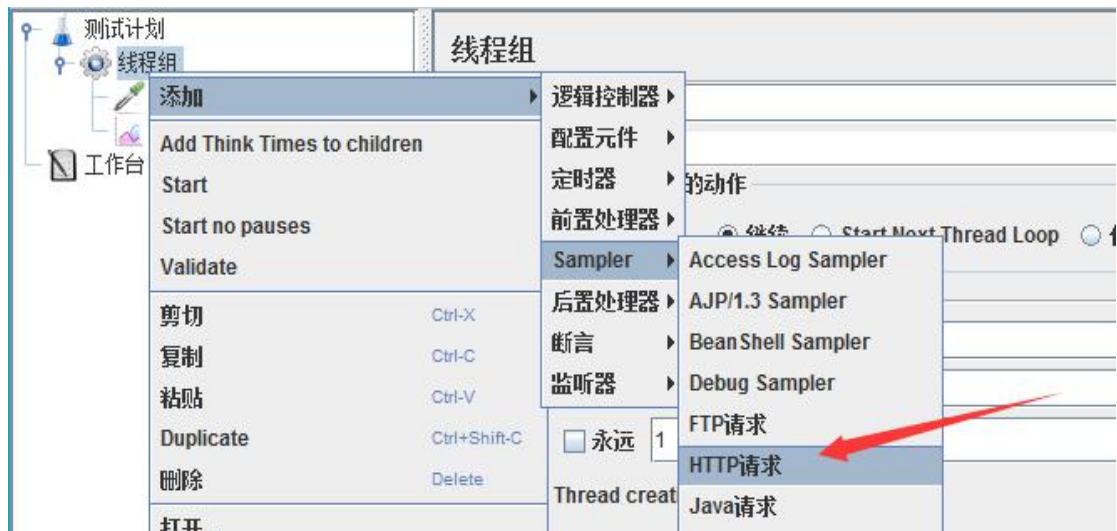 测试计划
线程组
线程组
添加
逻辑控制器
Add Think Times to children
配置元件
工作台
Start
定时器
的动作
Start no pauses
前置处理器
继续
Start Next Thread Loop
Validate
Sampler
Access Log Sampler
后置处理器
AJP/1.3 Sampler
剪切
Ctrl-X
断言
BeanShell Sampler
复制
Ctrl-C
监听器
Debug Sampler
粘贴
Ctrl-V
FTP请求
Duplicate
Ctrl+Shift-C
永远
1
HTTP请求
删除
Delete
Thread creat
Java请求
打开...